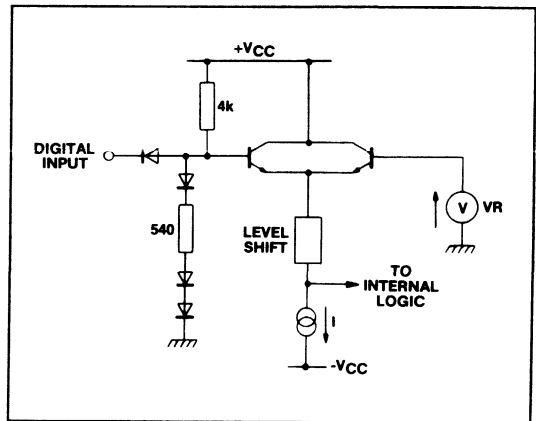 +VCC
4k
DIGITAL
INPUT
540
LEVEL
SHIFT
V VR
TO
INTERNAL
LOGIC
I
-VCC